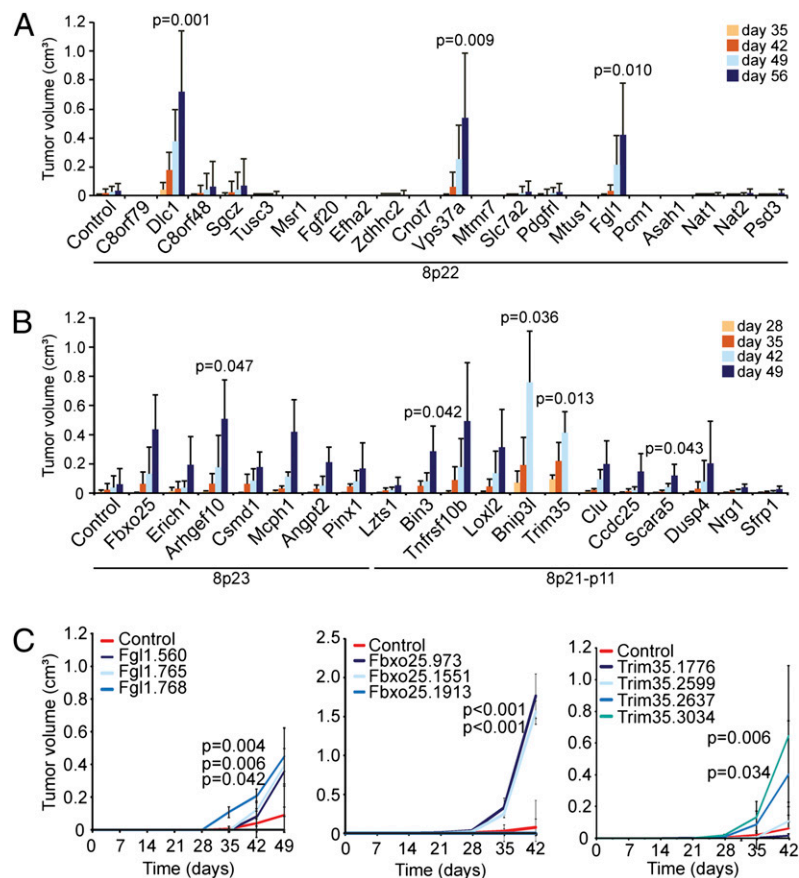 A
Tumor volume (cm³)
1.2
1.0
0.8
0.6
0.4
0.2
0
p=0.001
p=0.009
p=0.010
day 35
day 42
day 49
day 56
Control
C8orf79
Dlc1
C8orf48
Sgcz
Tusc3
Msr1
Fgf20
Efha2
Zdhhc2
Cnot7
Vps37a
Mtmr7
Slc7a2
Pdgfrl
Mtus1
Fgl1
Pcm1
Asah1
Nat1
Nat2
Psd3
8p22
B
Tumor volume (cm³)
1.2
1.0
0.8
0.6
0.4
0.2
0
p=0.047
p=0.042
p=0.036
p=0.013
p=0.043
day 28
day 35
day 42
day 49
Control
Fbxo25
Erich1
Arhgef10
Csmd1
Mcph1
Angpt2
Pinx1
Lzts1
Bin3
Tnfrsf10b
Loxl2
Bnip3l
Trim35
Clu
Ccdc25
Scara5
Dusp4
Nrg1
Sfrp1
8p23
8p21-p11
C
Tumor volume (cm³)
1.2
1.0
0.8
0.6
0.4
0.2
0
Control
Fgl1.560
Fgl1.765
Fgl1.768
p=0.004
p=0.006
p=0.042
0 7 14 21 28 35 42 49
Time (days)
2.5
2.0
1.5
1.0
0.5
0
Control
Fbxo25.973
Fbxo25.1551
Fbxo25.1913
p<0.001
p<0.001
0 7 14 21 28 35 42
Time (days)
1.2
1.0
0.8
0.6
0.4
0.2
0
Control
Trim35.1776
Trim35.2599
Trim35.2637
Trim35.3034
p=0.006
p=0.034
0 7 14 21 28 35 42
Time (days)